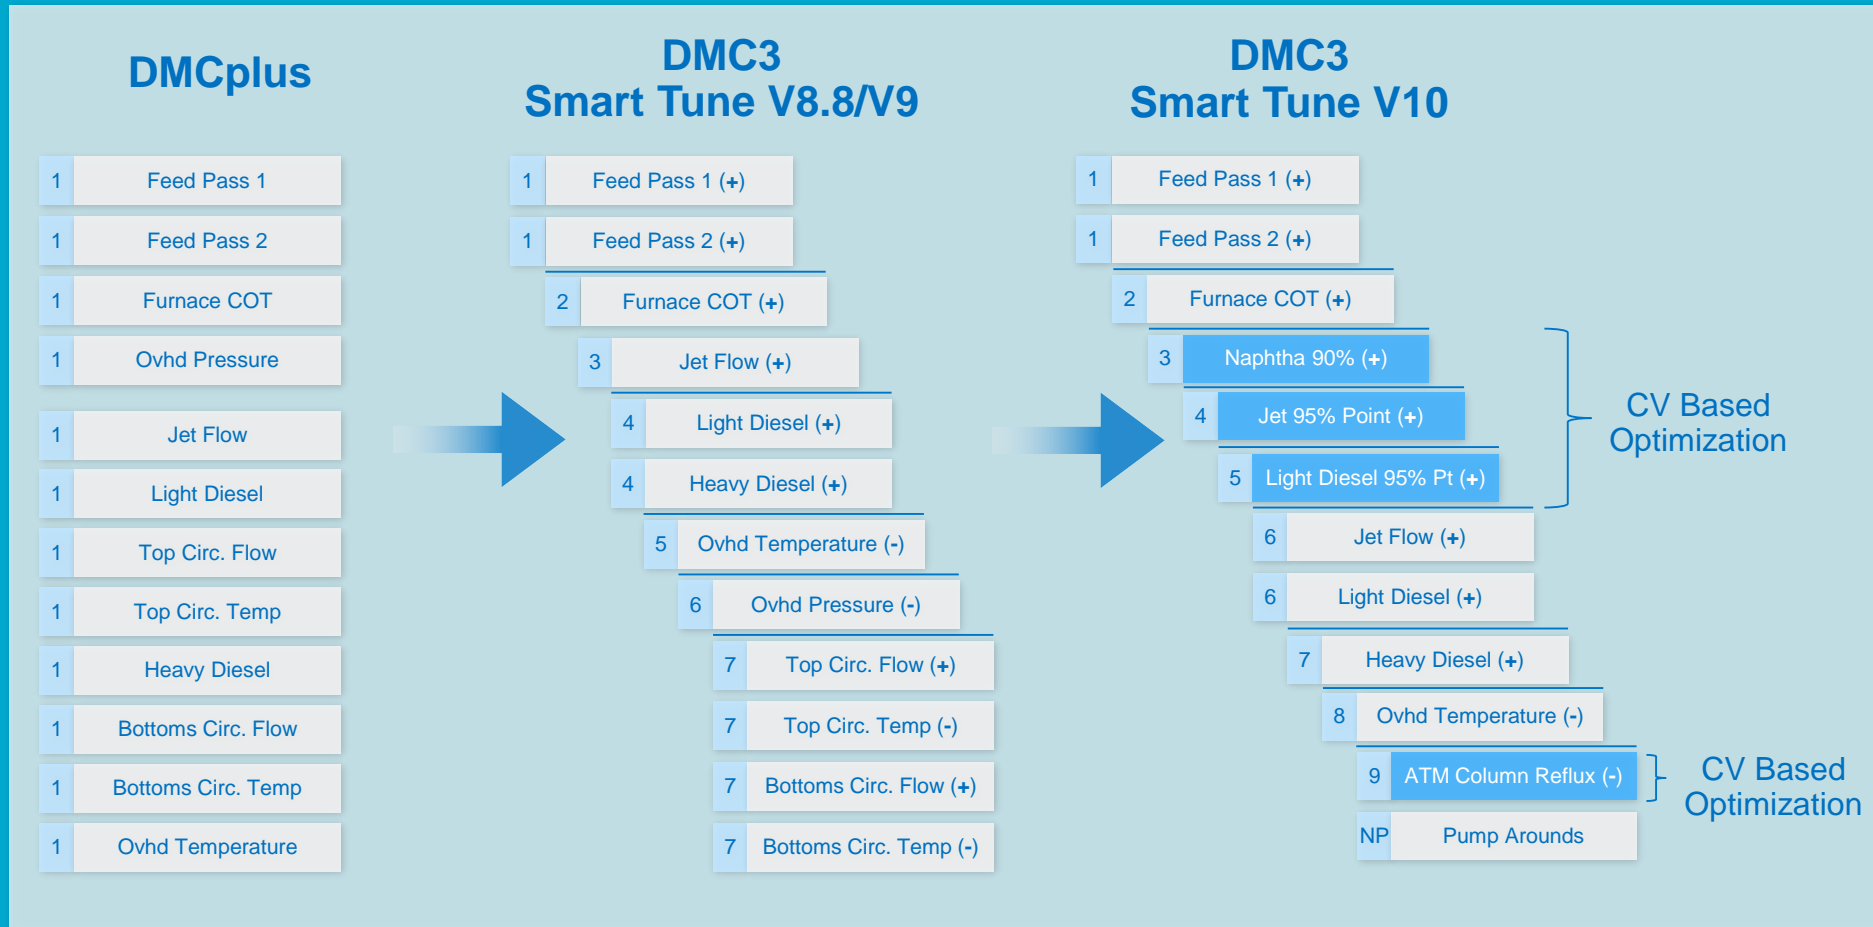 DMCplus
1 Feed Pass 1
1 Feed Pass 2
1 Furnace COT
1 Ovhd Pressure
1 Jet Flow
1 Light Diesel
1 Top Circ. Flow
1 Top Circ. Temp
1 Heavy Diesel
1 Bottoms Circ. Flow
1 Bottoms Circ. Temp
1 Ovhd Temperature
DMC3
Smart Tune V8.8/V9
1 Feed Pass 1 (+)
1 Feed Pass 2 (+)
2 Furnace COT (+)
3 Jet Flow (+)
4 Light Diesel (+)
4 Heavy Diesel (+)
5 Ovhd Temperature (-)
6 Ovhd Pressure (-)
7 Top Circ. Flow (+)
7 Top Circ. Temp (-)
7 Bottoms Circ. Flow (+)
7 Bottoms Circ. Temp (-)
DMC3
Smart Tune V10
1 Feed Pass 1 (+)
1 Feed Pass 2 (+)
2 Furnace COT (+)
3 Naphtha 90% (+)
4 Jet 95% Point (+)
5 Light Diesel 95% Pt (+)
CV Based
Optimization
6 Jet Flow (+)
6 Light Diesel (+)
7 Heavy Diesel (+)
8 Ovhd Temperature (-)
9 ATM Column Reflux (-)
CV Based
Optimization
NP Pump Arounds